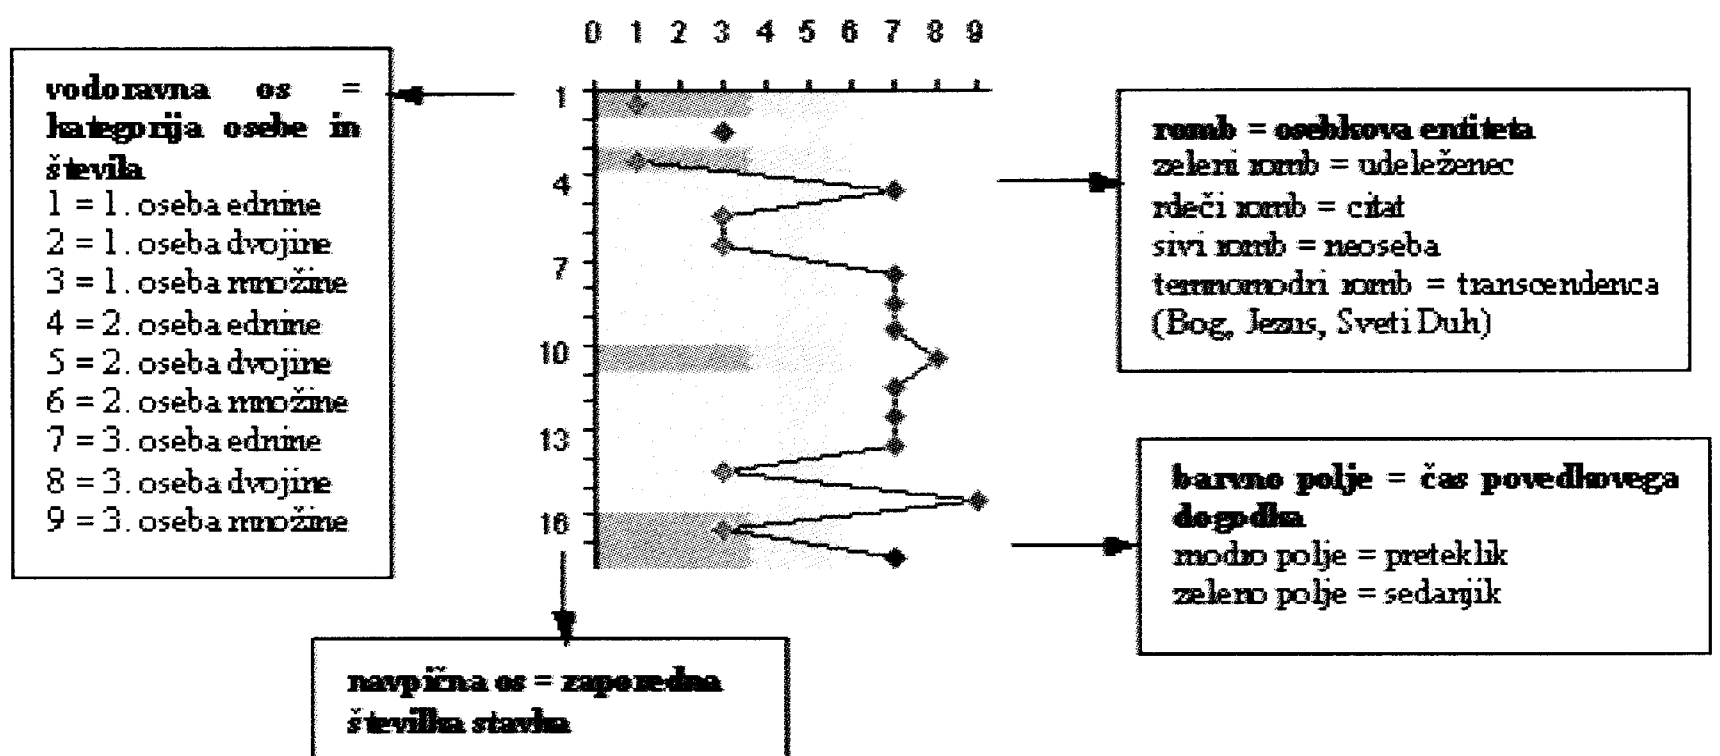 0 1 2 3 4 5 6 7 8 9
1
4
7
10
13
16
vodoravna os =
kategorija osebe in
števila
1 = 1. oseba ednine
2 = 1. oseba dvojine
3 = 1. oseba množine
4 = 2. oseba ednine
5 = 2. oseba dvojine
6 = 2. oseba množine
7 = 3. oseba ednine
8 = 3. oseba dvojine
9 = 3. oseba množine
romb = osebkova entiteta
zeleni romb = udeleženec
rdeči romb = citat
sivi romb = neoseba
temnomodri romb = transcendenca
(Bog, Jezus, Sveti Duh)
barvno polje = čas povedkovega
dogodka
modro polje = preteklik
zeleno polje = sedanjik
navpična os = zaporedna
številka stavka